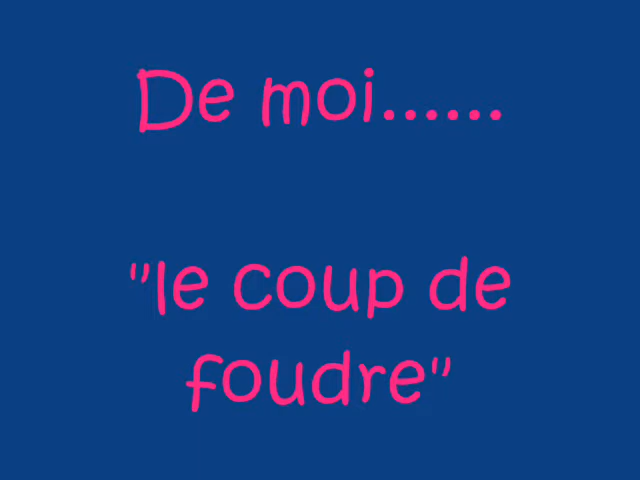 De moi......
"le coup de
foudre"